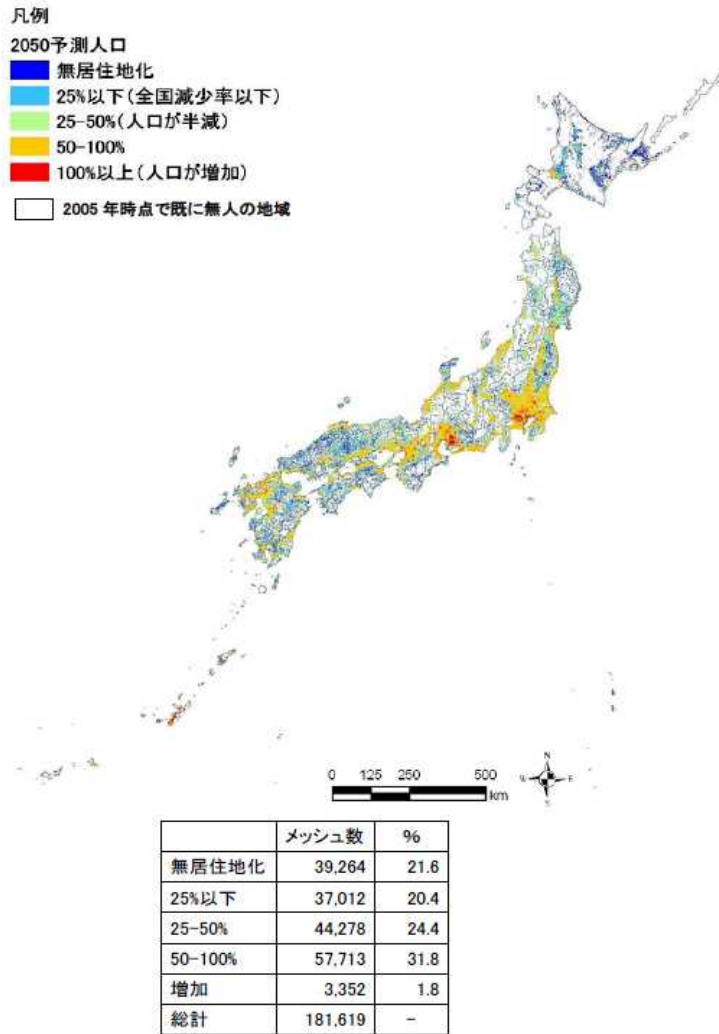 凡例
2050予測人口
無居住地化
25%以下(全国減少率以下)
25-50%(人口が半減)
50-100%
100%以上(人口が増加)
2005 年時点で既に無人の地域
N
W E
S
0 125 250 500
km
メッシュ数 %
無居住地化 39,264 21.6
25%以下 37,012 20.4
25-50% 44,278 24.4
50-100% 57,713 31.8
増加 3,352 1.8
総計 181,619 -